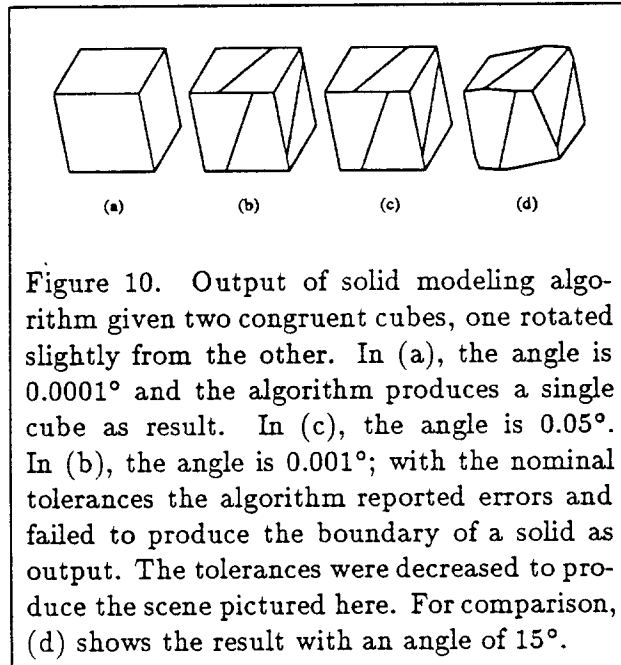 (a) (b) (c) (d)
Figure 10. Output of solid modeling algo-
rithm given two congruent cubes, one rotated
slightly from the other. In (a), the angle is
0.0001° and the algorithm produces a single
cube as result. In (c), the angle is 0.05°.
In (b), the angle is 0.001°; with the nominal
tolerances the algorithm reported errors and
failed to produce the boundary of a solid as
output. The tolerances were decreased to pro-
duce the scene pictured here. For comparison,
(d) shows the result with an angle of 15°.